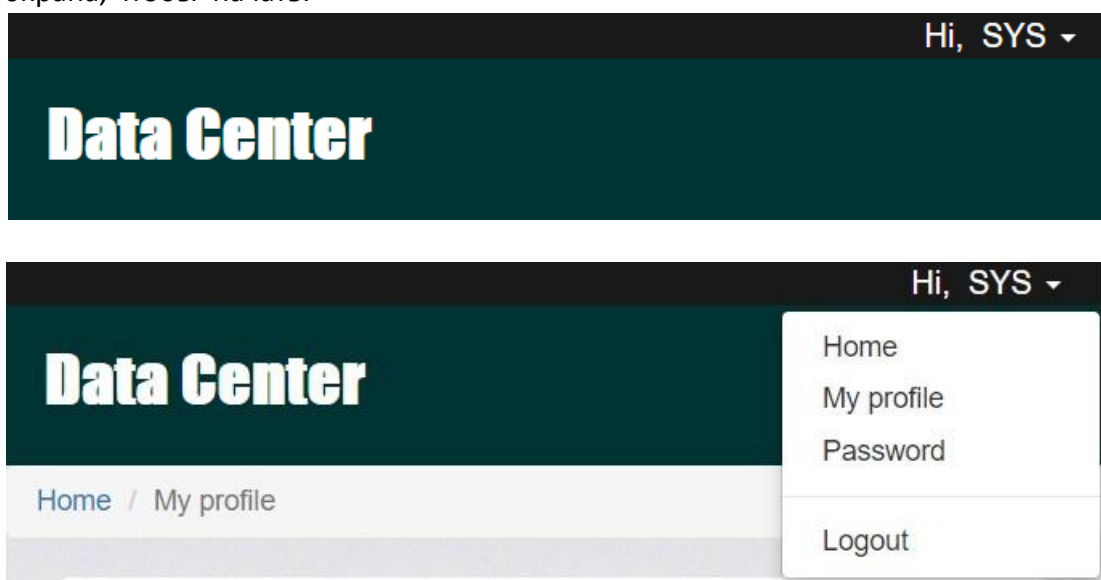 Hi, SYS
Data Center
Hi, SYS
Data Center
Home
My profile
Password
Logout
Home / My profile